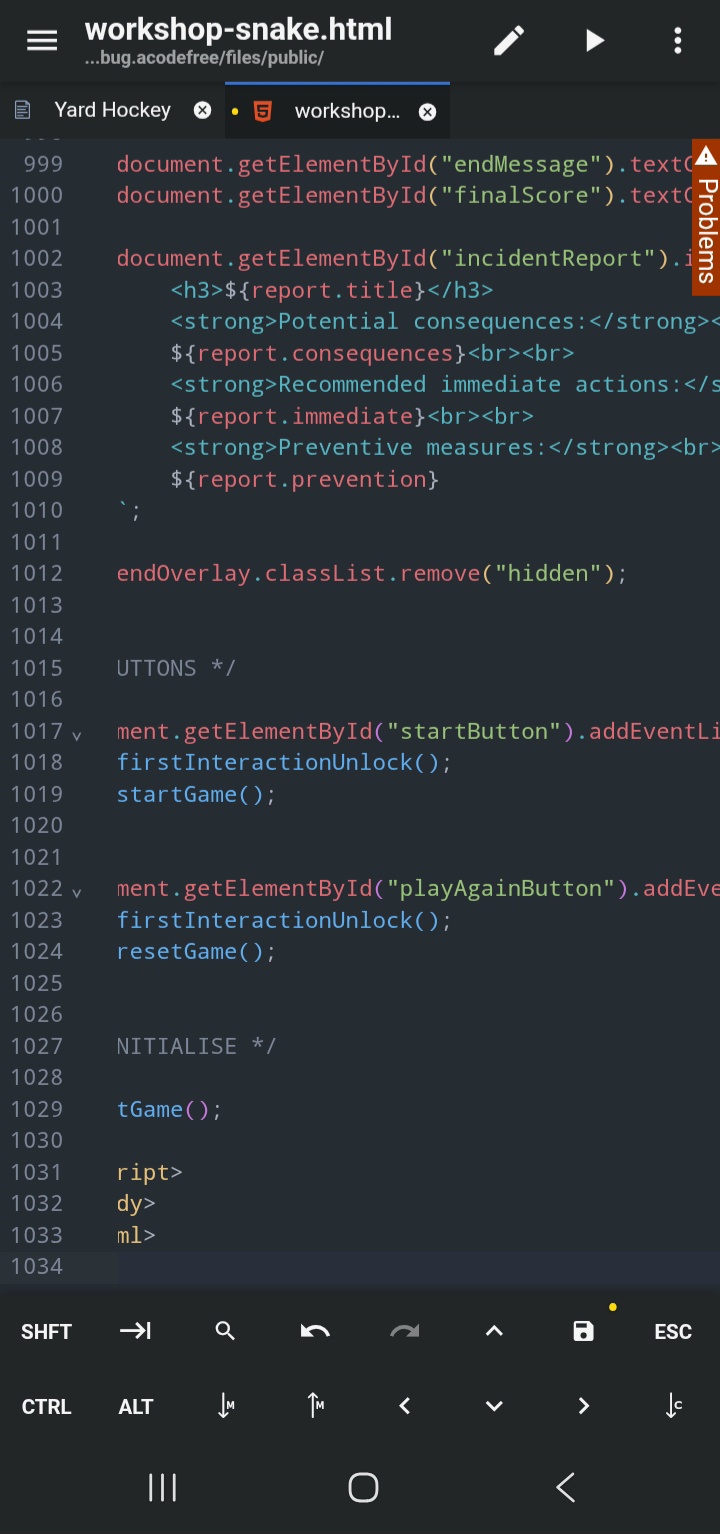 workshop-snake.html
...bug.acodefree/files/public/
Yard Hockey
workshop...
999 document.getElementById("endMessage").textC
1000 document.getElementById("finalScore").textC
1001
1002 document.getElementById("incidentReport").i
Problems
1003 <h3>${report.title}</h3>
1004 <strong>Potential consequences:</strong><
1005 ${report.consequences}<br><br>
1006 <strong>Recommended immediate actions:</s
1007 ${report.immediate}<br><br>
1008 <strong>Preventive measures:</strong><br>
1009 ${report.prevention}
1010 `;
1011
1012 endOverlay.classList.remove("hidden");
1013
1014
1015 UTTONS */
1016
1017 ment.getElementById("startButton").addEventLi
1018 firstInteractionUnlock();
1019 startGame();
1020
1021
1022 ment.getElementById("playAgainButton").addEve
1023 firstInteractionUnlock();
1024 resetGame();
1025
1026
1027 NITIALISE */
1028
1029 tGame();
1030
1031 ript>
1032 dy>
1033 ml>
1034
SHFT ESC
CTRL ALT M M C